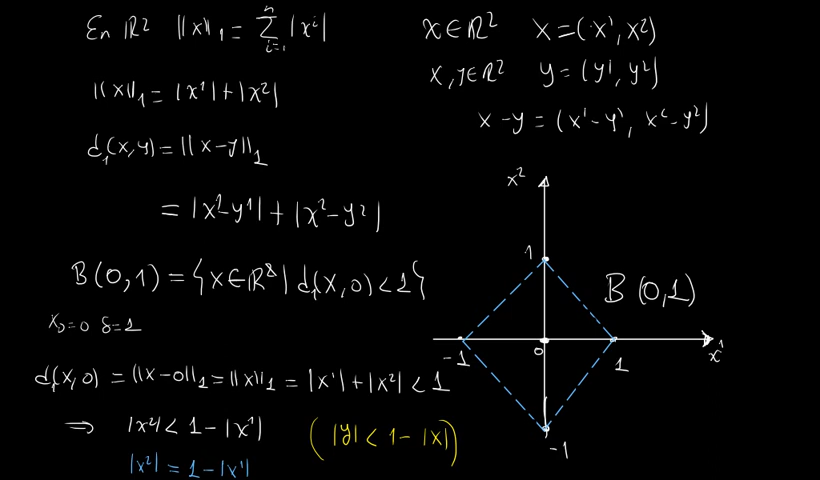 En ℝ² ||x||₁ = Σⁿᵢ₌₁ |xⁱ|
||x||₁ = |x¹| + |x²|
d₁(x,y) = ||x-y||₁
= |x¹-y¹| + |x²-y²|
B(0,1) = {x∈ℝ² | d₁(x,0) < 1}
x₀=0 δ=1
d₁(x,0) = ||x-0||₁ = ||x||₁ = |x¹| + |x²| < 1
⇒ |x²| < 1 - |x¹| (|y| < 1 - |x|)
|x²| = 1 - |x¹|
x∈ℝ² x = (x¹, x²)
x,y∈ℝ² y = (y¹, y²)
x-y = (x¹-y¹, x²-y²)
x²
1
B(0,1)
-1 0 1 x¹
-1